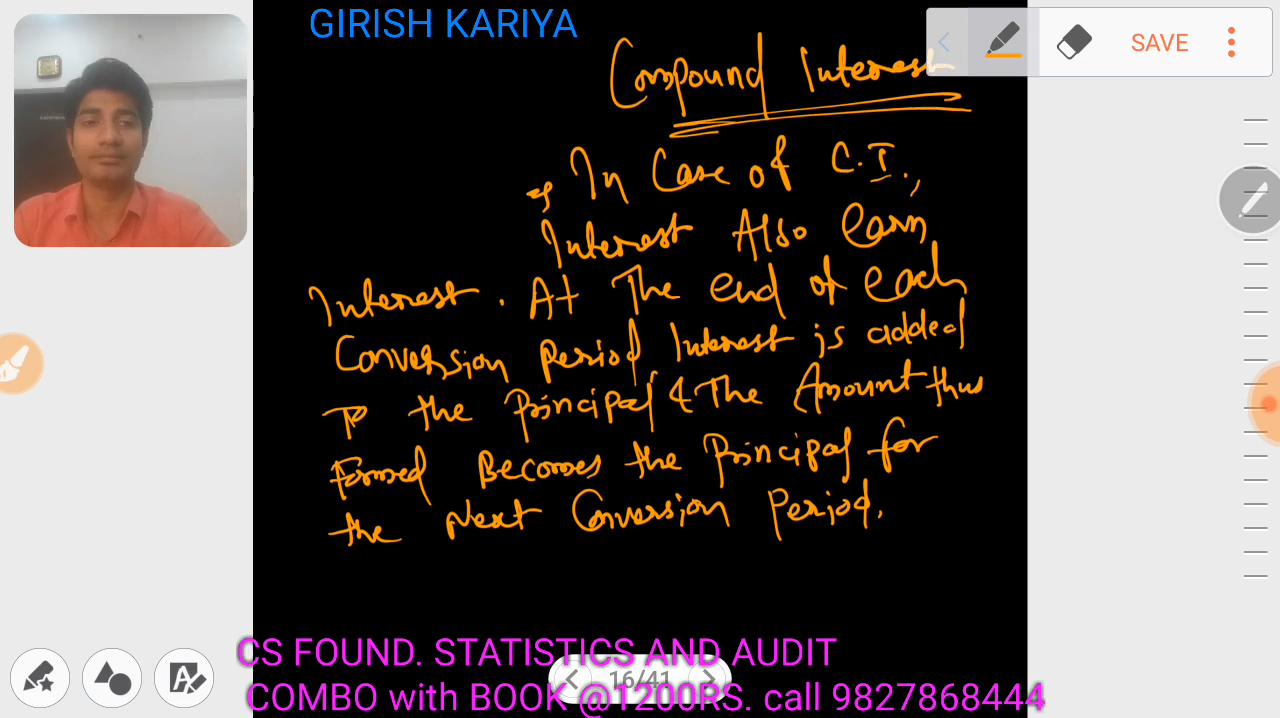 GIRISH KARIYA
SAVE
Compound Interest
In Case of C.I.,
Interest Also earn
Interest. At The end of each
Conversion Period, Interest is added
To the Principal & The Amount thus
Formed Becomes the Principal for
the Next Conversion Period.
CS FOUND. STATISTICS AND AUDIT
16/41
COMBO with BOOK @1200RS. call 9827868444